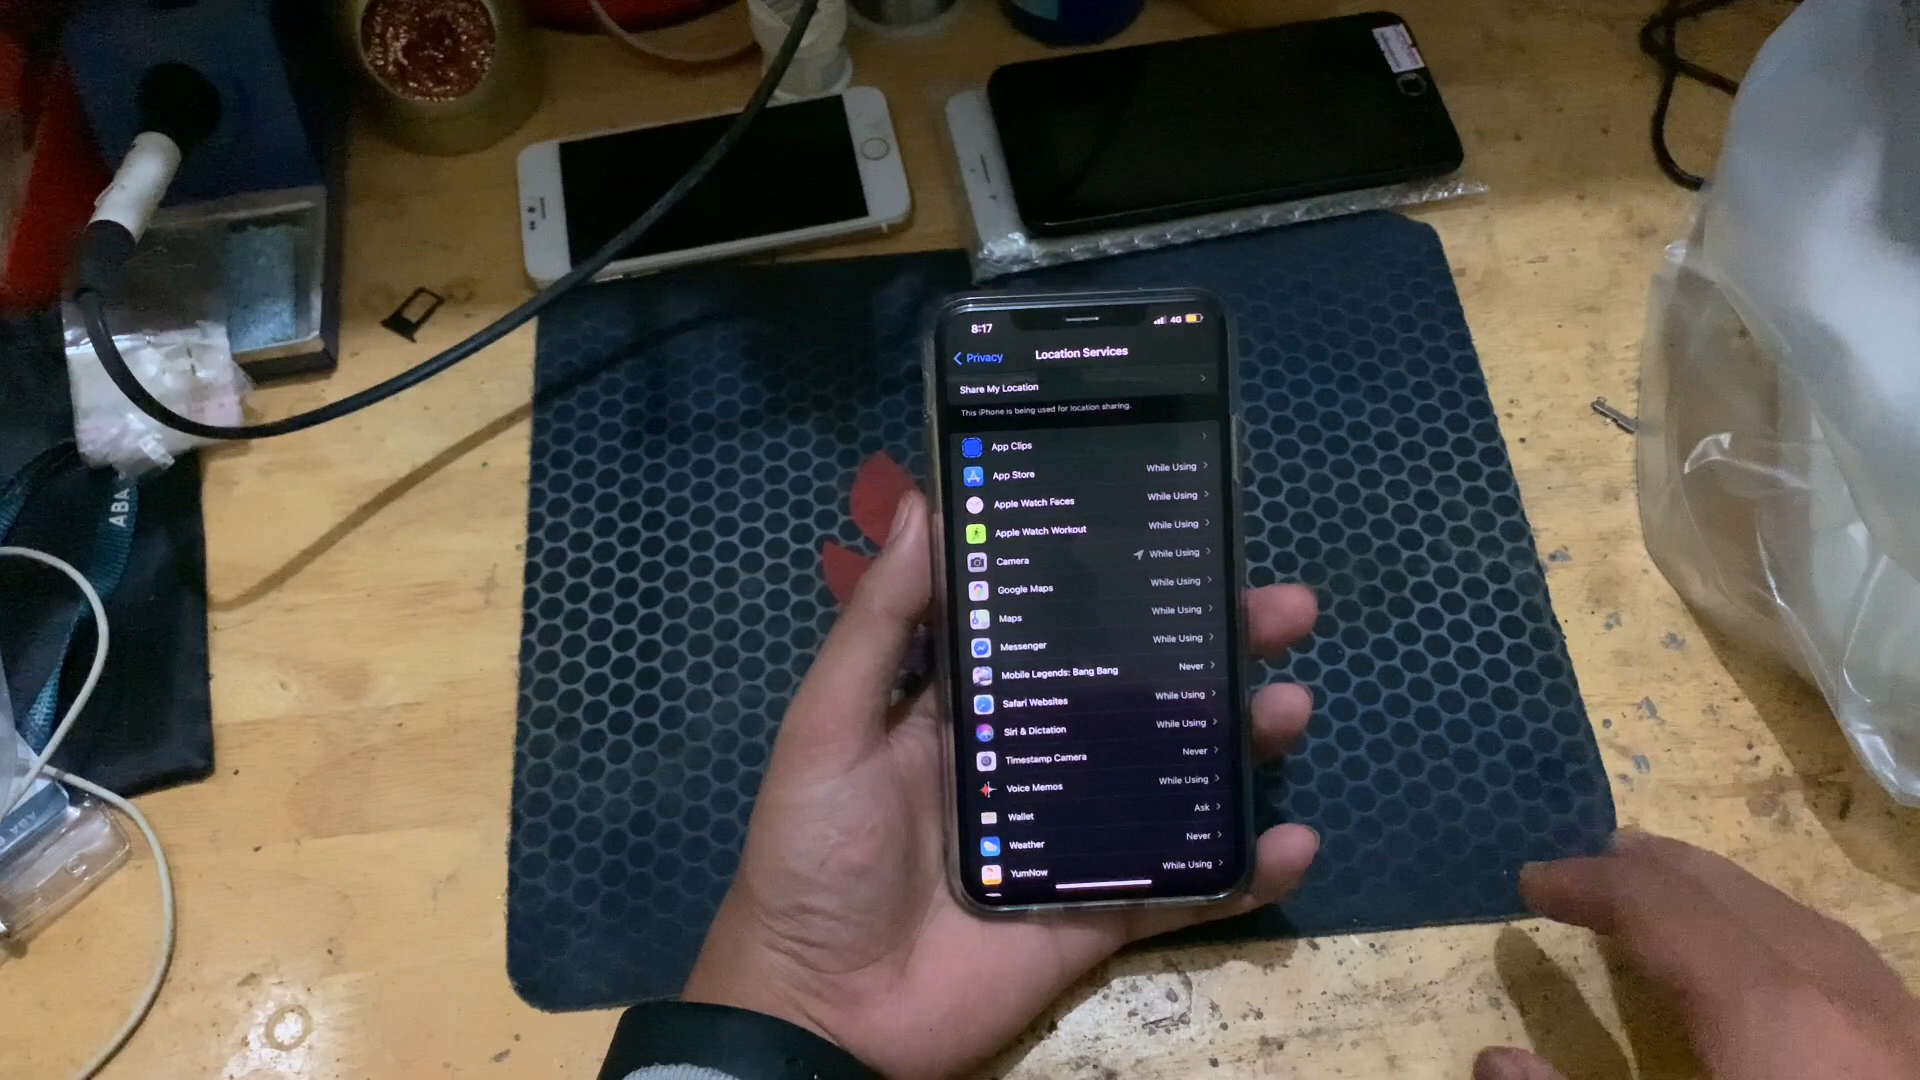 8:17
4G
Privacy
Location Services
Share My Location
This iPhone is being used for location sharing.
App Clips
App Store While Using
Apple Watch Faces While Using
Apple Watch Workout While Using
Camera While Using
Google Maps While Using
Maps While Using
Messenger While Using
Mobile Legends: Bang Bang Never
Safari Websites While Using
Siri & Dictation While Using
Timestamp Camera Never
Voice Memos While Using
Wallet Ask
Weather Never
YumNow While Using
ABA